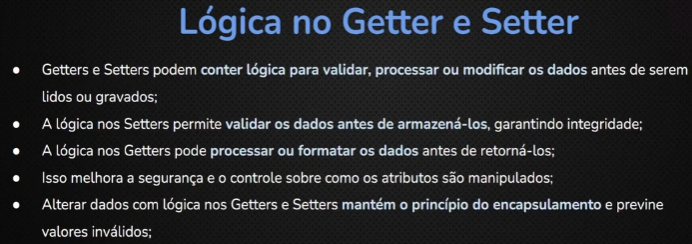 Lógica no Getter e Setter
● Getters e Setters podem conter lógica para validar, processar ou modificar os dados antes de serem
lidos ou gravados;
● A lógica nos Setters permite validar os dados antes de armazená-los, garantindo integridade;
● A lógica nos Getters pode processar ou formatar os dados antes de retorná-los;
● Isso melhora a segurança e o controle sobre como os atributos são manipulados;
● Alterar dados com lógica nos Getters e Setters mantém o princípio do encapsulamento e previne
valores inválidos;